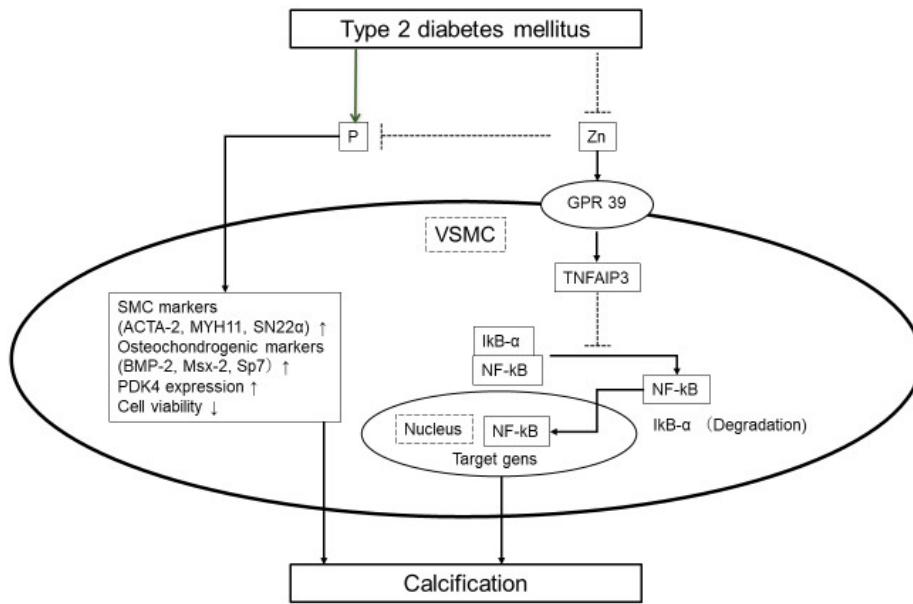 Type 2 diabetes mellitus
P
Zn
GPR 39
VSMC
TNFAIP3
SMC markers
(ACTA-2, MYH11, SN22α) ↑
Osteochondrogenic markers
(BMP-2, Msx-2, Sp7) ↑
PDK4 expression ↑
Cell viability ↓
IkB-α
NF-kB
NF-kB
IkB-α （Degradation)
Nucleus
NF-kB
Target gens
Calcification